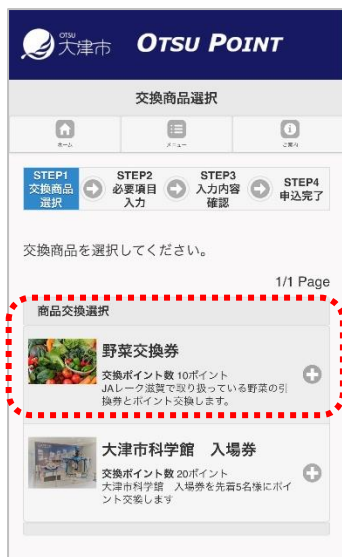 OTSU
大津市 OTSU POINT
交換商品選択
ホーム メニュー ご案内
STEP1
交換商品
選択
STEP2
必要項目
入力
STEP3
入力内容
確認
STEP4
申込完了
交換商品を選択してください。
1/1 Page
商品交換選択
野菜交換券
交換ポイント数 10ポイント
JAレーク滋賀で取り扱っている野菜の引
換券とポイント交換します。
大津市科学館 入場券
交換ポイント数 20ポイント
大津市科学館 入場券を先着5名様にポイ
ント交換します